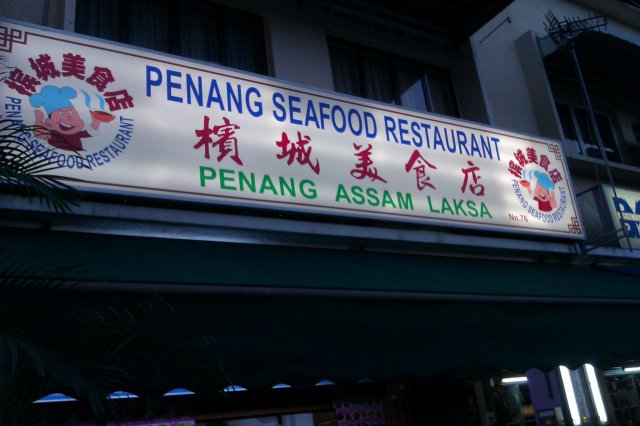 檳城美食店
PENANG SEAFOOD RESTAURANT
PENANG SEAFOOD RESTAURANT
檳城美食店
PENANG ASSAM LAKSA
No.76
檳城美食店
PENANG SEAFOOD RESTAURANT